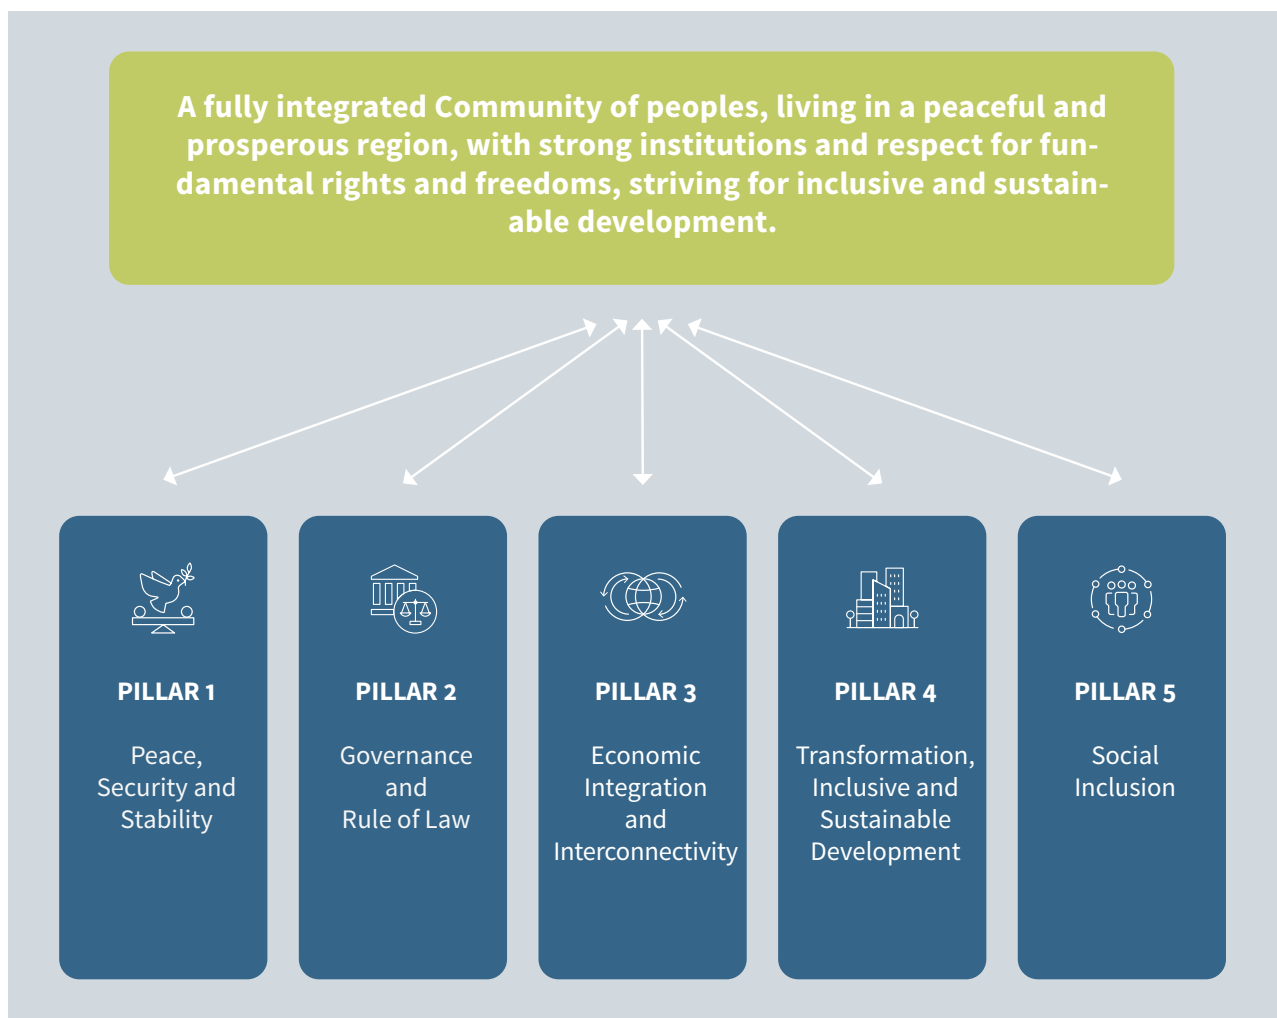 A fully integrated Community of peoples, living in a peaceful and
prosperous region, with strong institutions and respect for fun-
damental rights and freedoms, striving for inclusive and sustain-
able development.
PILLAR 1
Peace,
Security and
Stability
PILLAR 2
Governance
and
Rule of Law
PILLAR 3
Economic
Integration
and
Interconnectivity
PILLAR 4
Transformation,
Inclusive and
Sustainable
Development
PILLAR 5
Social
Inclusion